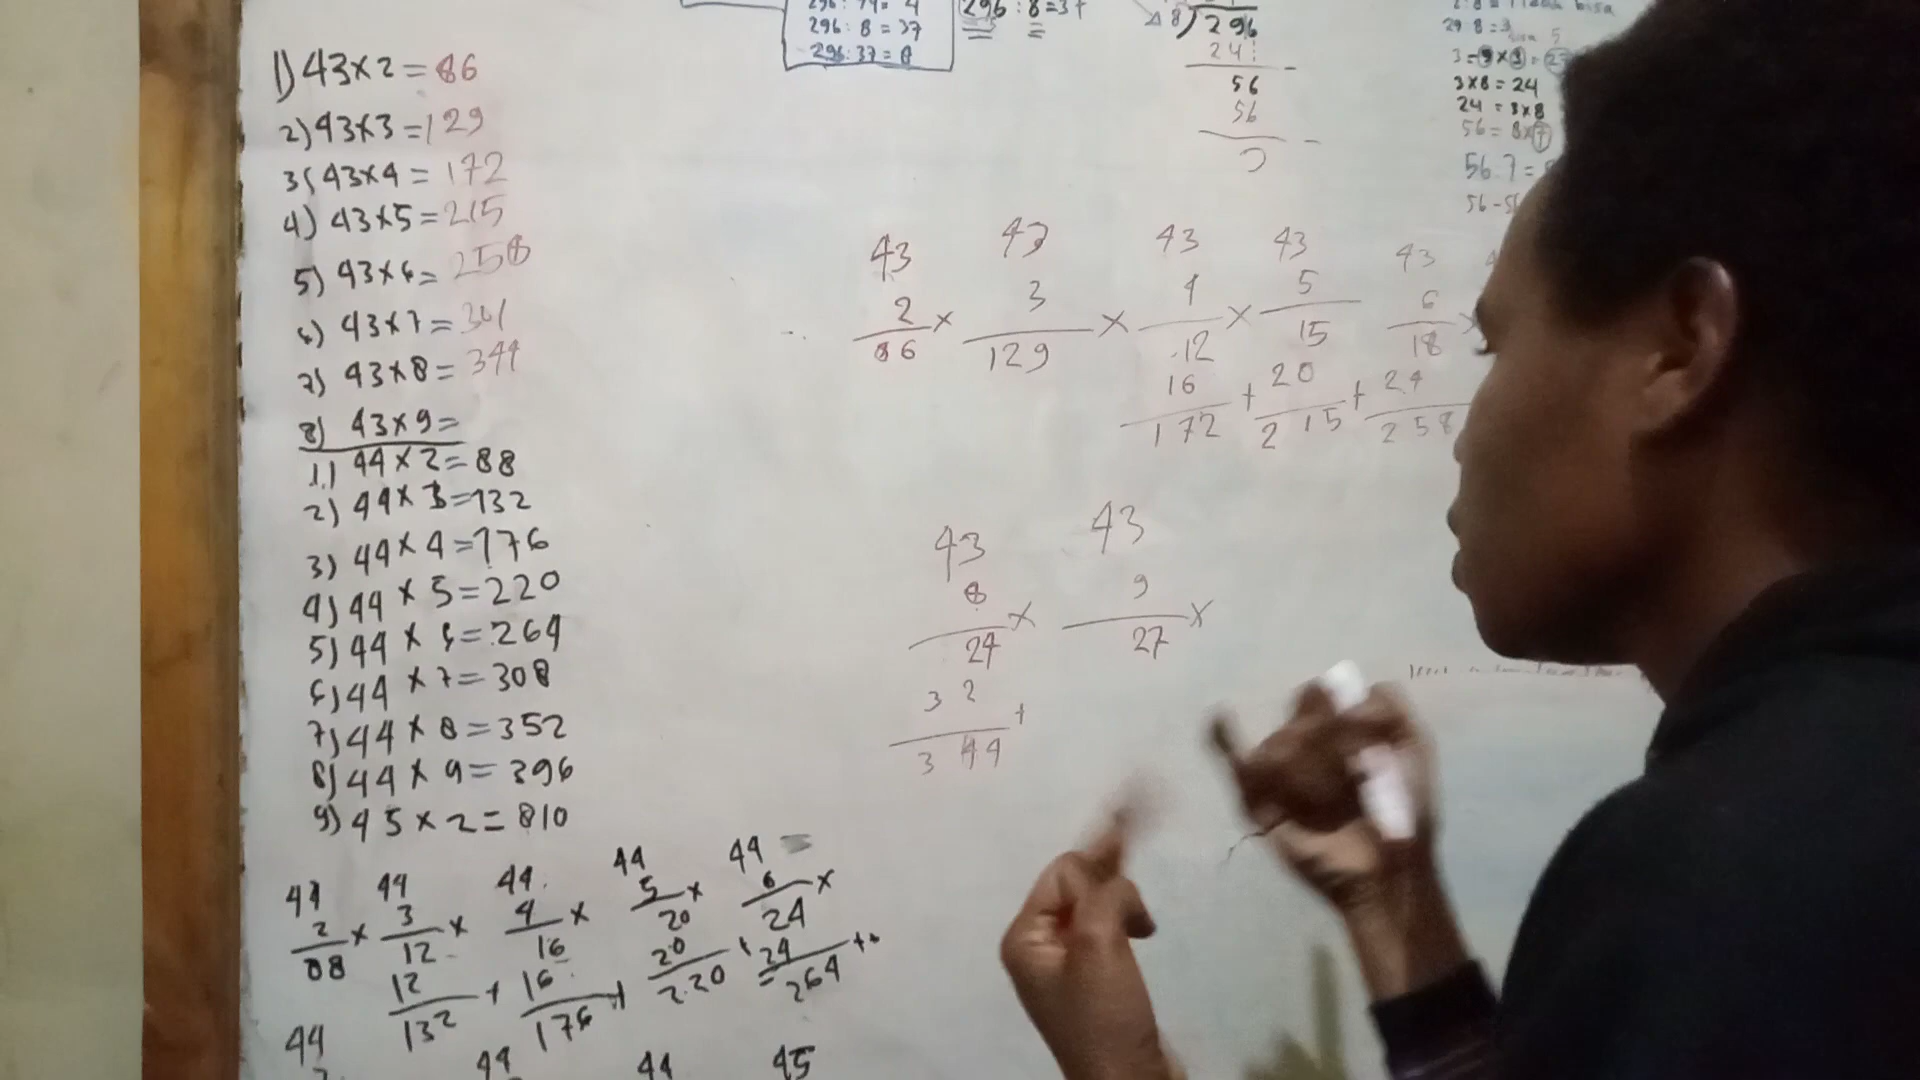 296 : 8 = 37
296 : 37 = 8
296 : 8 = 37
8 ) 296
24
56
56
29 : 8 = 3
3 x 8 = 24
24 = 3 x 8
56 = 8 x 7
1) 43 x 2 = 86
2) 43 x 3 = 129
3) 43 x 4 = 172
4) 43 x 5 = 215
5) 43 x 6 = 258
6) 43 x 7 = 301
7) 43 x 8 = 344
8) 43 x 9 =
1.) 44 x 2 = 88
2) 44 x 3 = 132
3) 44 x 4 = 176
4) 44 x 5 = 220
5) 44 x 6 = 264
6) 44 x 7 = 308
7) 44 x 8 = 352
8) 44 x 9 = 396
9) 45 x 2 = 810
43 43 43 43 43
2 x 3 x 4 x 5 6 x
86 129 12 15 18
16 + 20 + 24
172 215 258
43 43
8 x 9 x
24 27
32 +
344
44 44 44 44 44 =
2 x 3 x 4 x 5 x 6 x
88 12 16 20 24
12 + 16 + 20 + 24 +
132 176 220 264
44 44 44 45